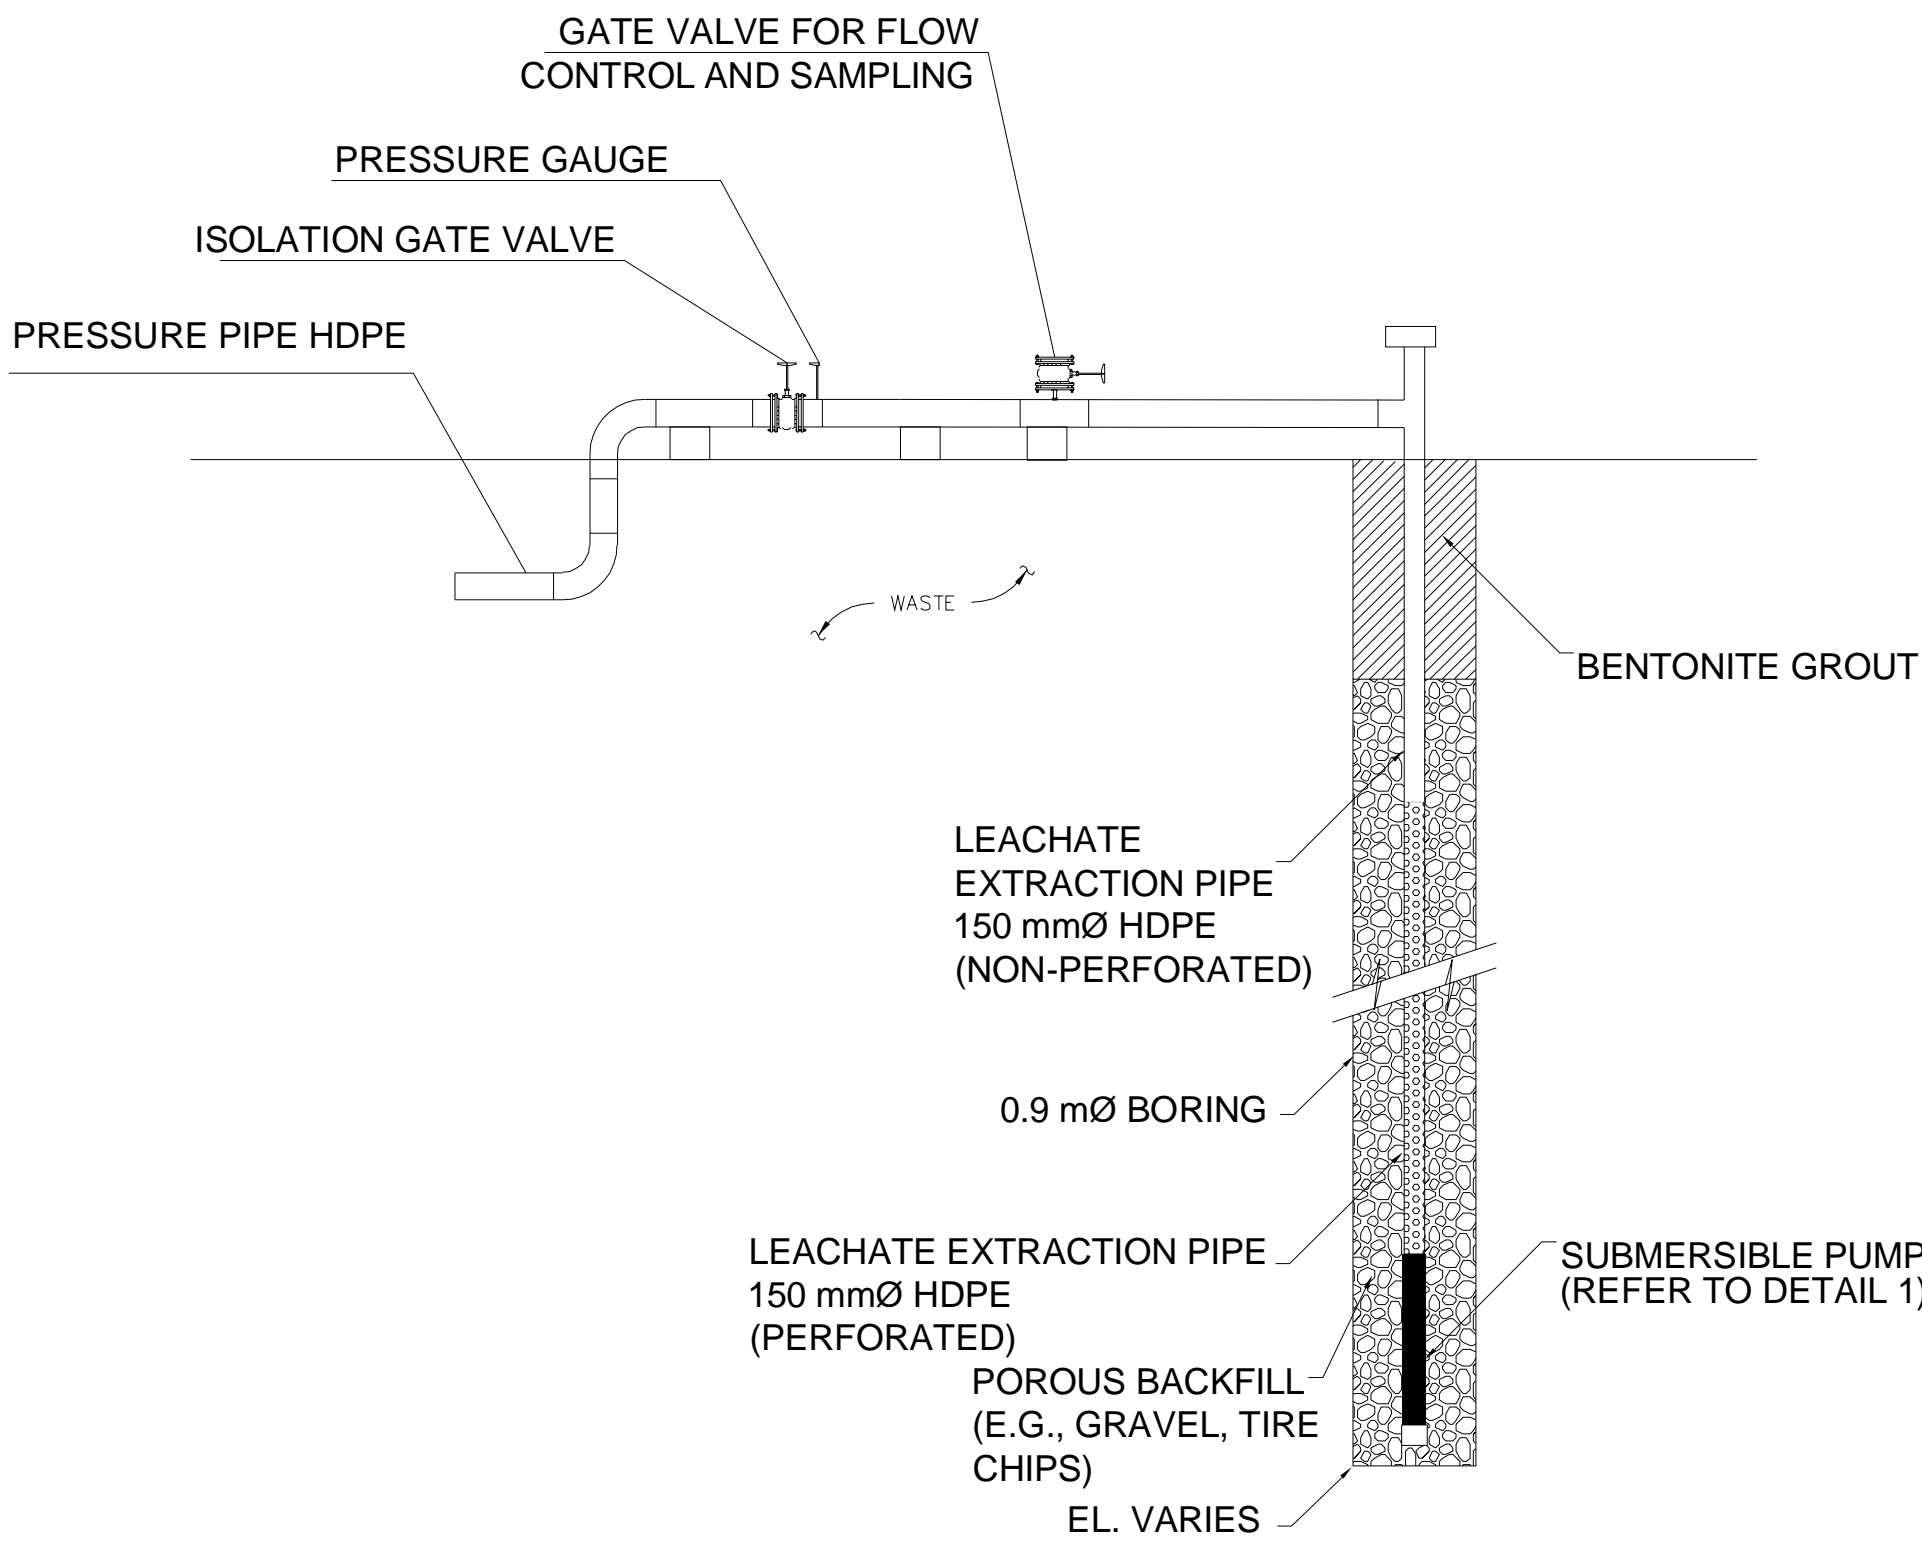 GATE VALVE FOR FLOW
CONTROL AND SAMPLING
PRESSURE GAUGE
ISOLATION GATE VALVE
PRESSURE PIPE HDPE
WASTE
BENTONITE GROUT
LEACHATE
EXTRACTION PIPE
150 mmØ HDPE
(NON-PERFORATED)
0.9 mØ BORING
LEACHATE EXTRACTION PIPE
150 mmØ HDPE
(PERFORATED)
SUBMERSIBLE PUMP
(REFER TO DETAIL 1)
POROUS BACKFILL
(E.G., GRAVEL, TIRE
CHIPS)
EL. VARIES